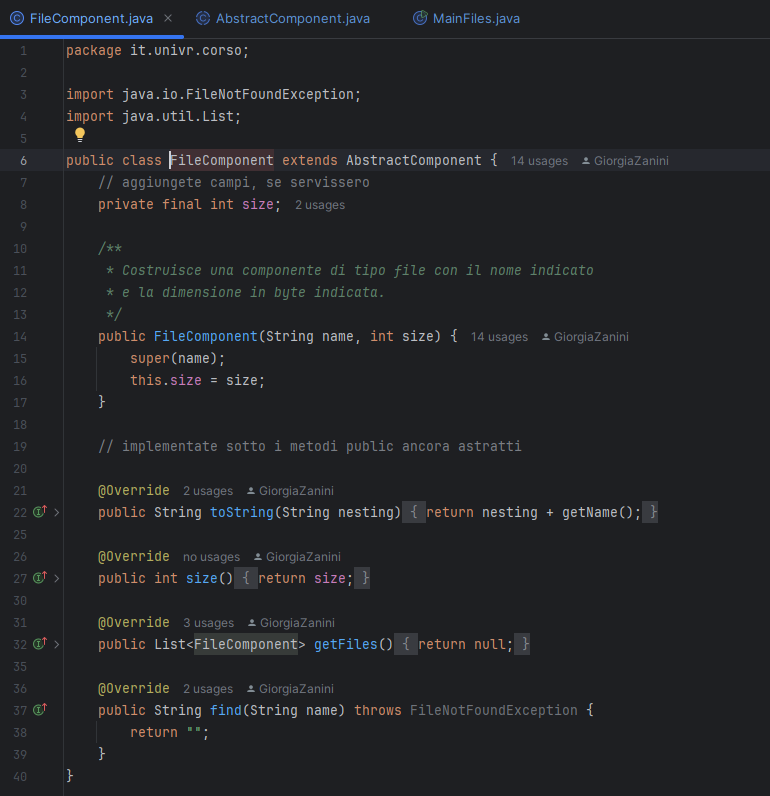 FileComponent.java × AbstractComponent.java MainFiles.java
1 package it.univr.corso;
2
3 import java.io.FileNotFoundException;
4 import java.util.List;
5
6 public class FileComponent extends AbstractComponent { 14 usages GiorgiaZanini
7 // aggiungete campi, se servissero
8 private final int size; 2 usages
9
10 /**
11 * Costruisce una componente di tipo file con il nome indicato
12 * e la dimensione in byte indicata.
13 */
14 public FileComponent(String name, int size) { 14 usages GiorgiaZanini
15 super(name);
16 this.size = size;
17 }
18
19 // implementate sotto i metodi public ancora astratti
20
21 @Override 2 usages GiorgiaZanini
22 public String toString(String nesting) { return nesting + getName(); }
25
26 @Override no usages GiorgiaZanini
27 public int size() { return size; }
30
31 @Override 3 usages GiorgiaZanini
32 public List<FileComponent> getFiles() { return null; }
35
36 @Override 2 usages GiorgiaZanini
37 public String find(String name) throws FileNotFoundException {
38 return "";
39 }
40 }